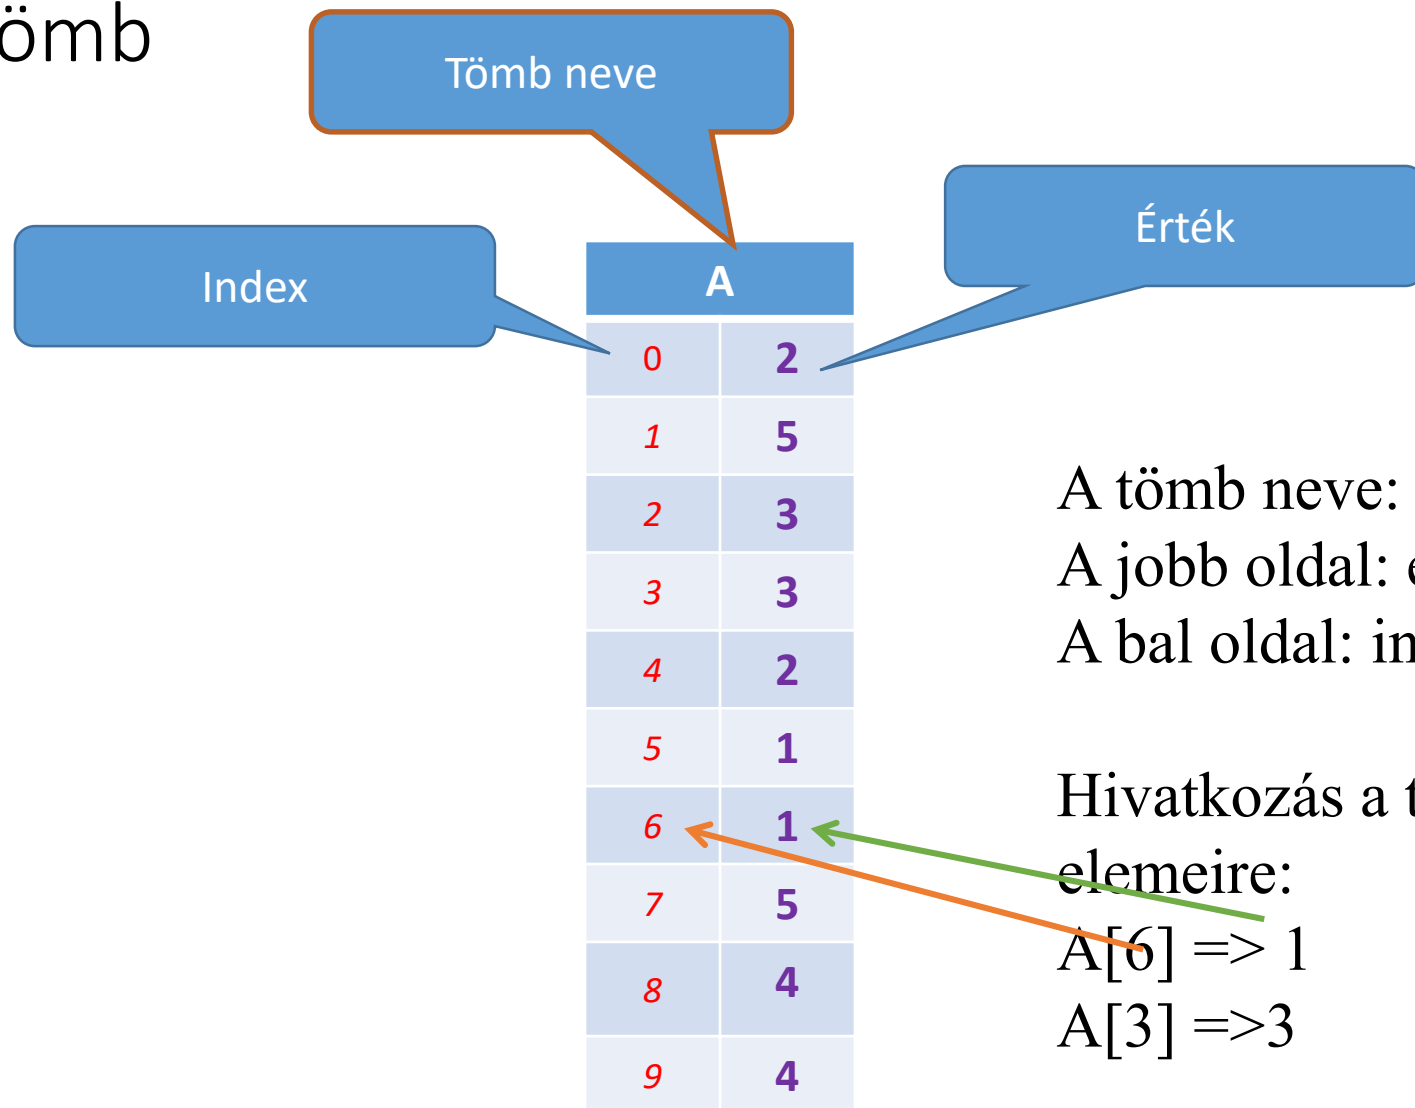 ömb
Tömb neve
Érték
Index
A
0 2
1 5
2 3
3 3
4 2
5 1
6 1
7 5
8 4
9 4
A tömb neve:
A jobb oldal:
A bal oldal: in
Hivatkozás a t
elemeire:
A[6] => 1
A[3] =>3